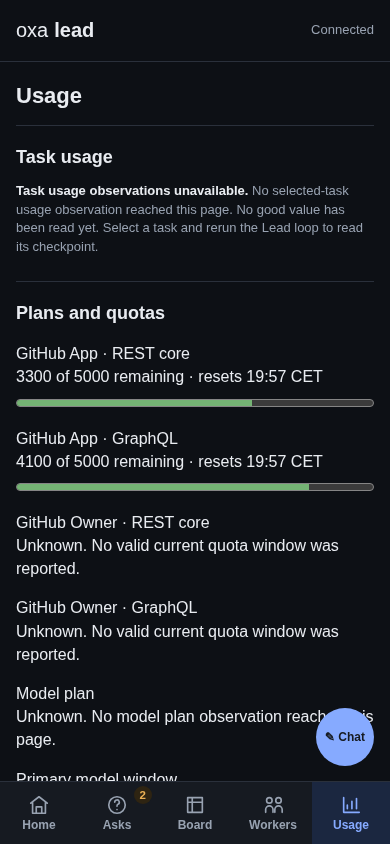 oxa lead
Connected
Usage
Task usage
Task usage observations unavailable. No selected-task
usage observation reached this page. No good value has
been read yet. Select a task and rerun the Lead loop to read
its checkpoint.
Plans and quotas
GitHub App · REST core
3300 of 5000 remaining · resets 19:57 CET
GitHub App · GraphQL
4100 of 5000 remaining · resets 19:57 CET
GitHub Owner · REST core
Unknown. No valid current quota window was
reported.
GitHub Owner · GraphQL
Unknown. No valid current quota window was
reported.
Model plan
Unknown. No model plan observation
page.
✎ Chat
Primary model window
2
Home
Asks
Board
Workers
Usage